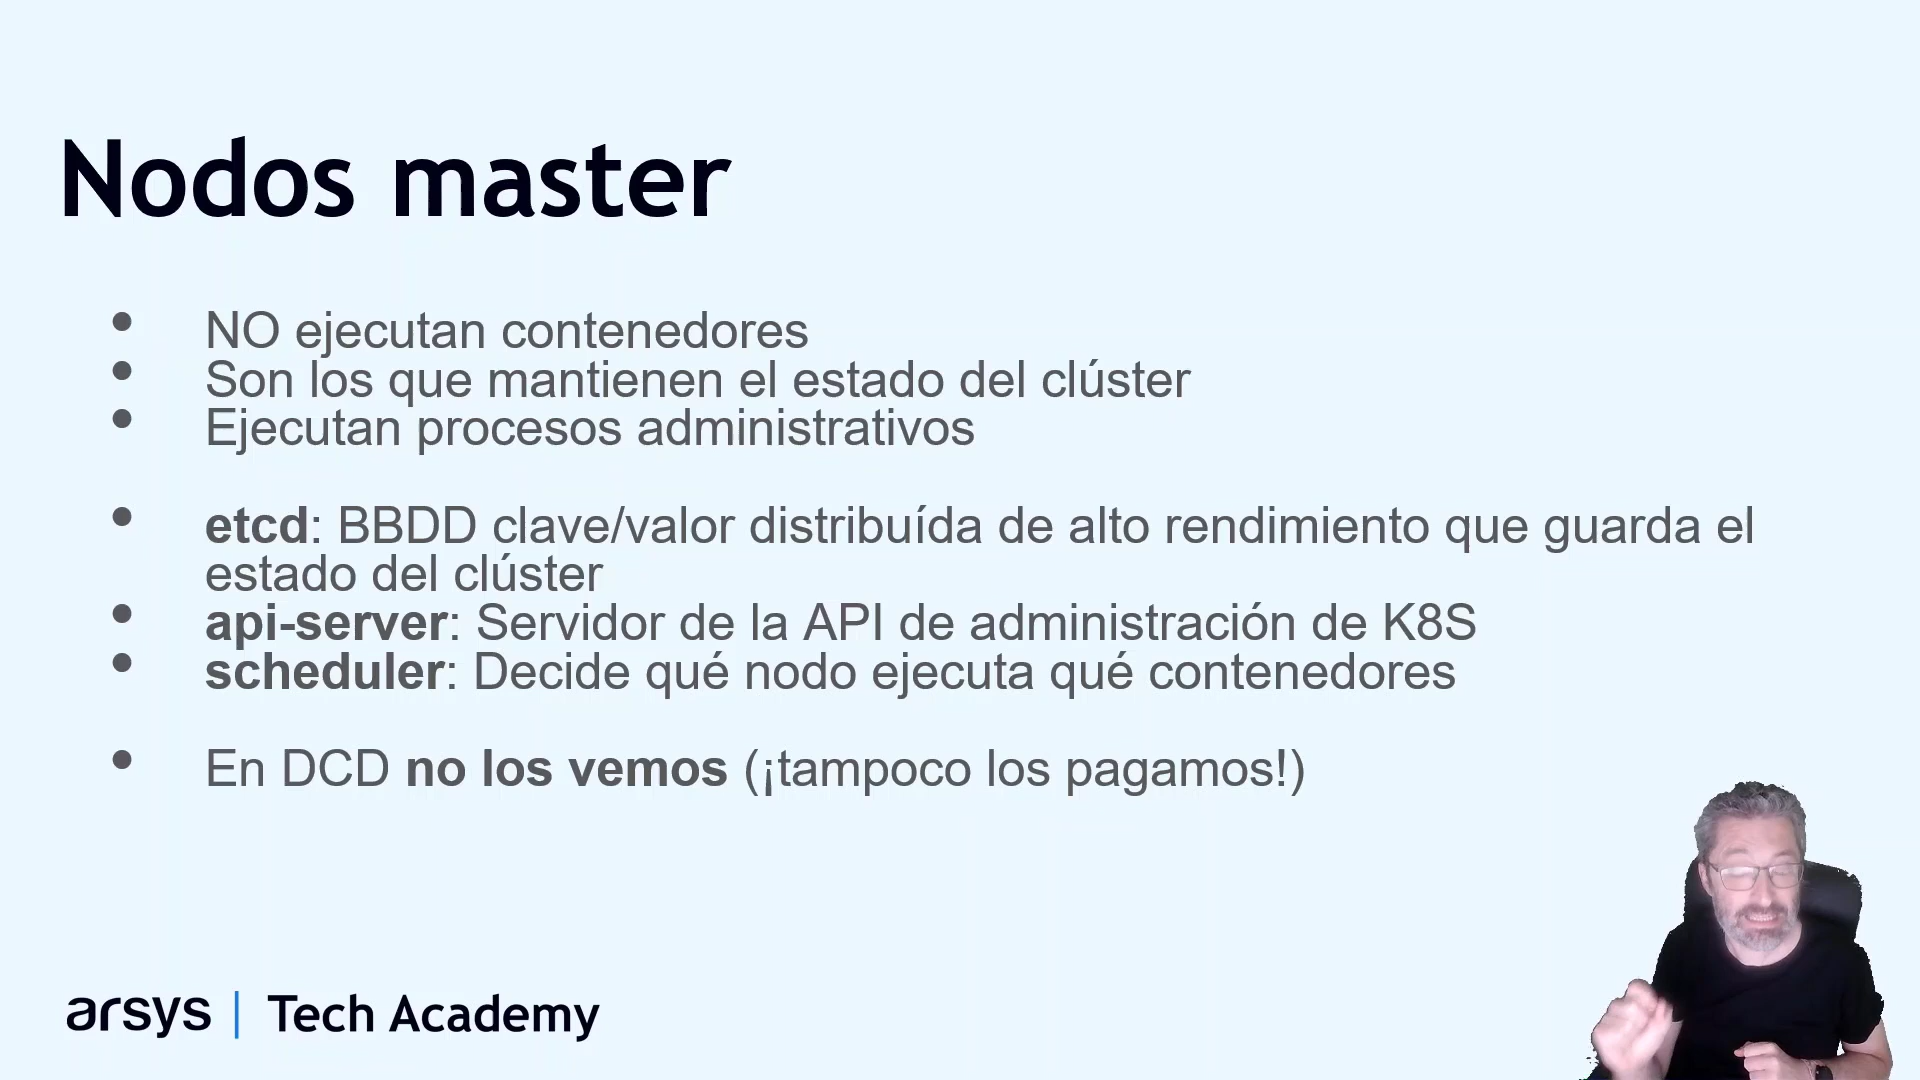 Nodos master
• NO ejecutan contenedores
• Son los que mantienen el estado del clúster
• Ejecutan procesos administrativos
• etcd: BBDD clave/valor distribuída de alto rendimiento que guarda el
estado del clúster
• api-server: Servidor de la API de administración de K8S
• scheduler: Decide qué nodo ejecuta qué contenedores
• En DCD no los vemos (¡tampoco los pagamos!)
arsys | Tech Academy